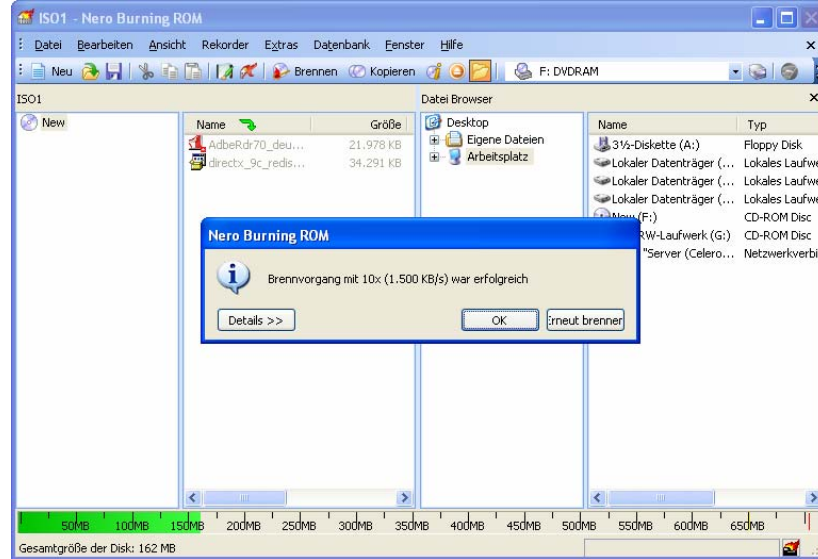 ISO1 - Nero Burning ROM
Datei Bearbeiten Ansicht Rekorder Extras Datenbank Fenster Hilfe
Neu Brennen Kopieren F: DVDRAM
ISO1
Datei Browser
New
Name Größe
AdbeRdr70_deu... 21.978 KB
directx_9c_redis... 34.291 KB
Desktop
Eigene Dateien
Arbeitsplatz
Name Typ
3½-Diskette (A:) Floppy Disk
Lokaler Datenträger (... Lokales Laufwe
Lokaler Datenträger (... Lokales Laufwe
Lokaler Datenträger (... Lokales Laufwe
New (F:) CD-ROM Disc
RW-Laufwerk (G:) CD-ROM Disc
"Server (Celero... Netzwerkverbi
Nero Burning ROM
Brennvorgang mit 10x (1.500 KB/s) war erfolgreich
Details >>
OK
Erneut brenner
50MB 100MB 150MB 200MB 250MB 300MB 350MB 400MB 450MB 500MB 550MB 600MB 650MB
Gesamtgröße der Disk: 162 MB